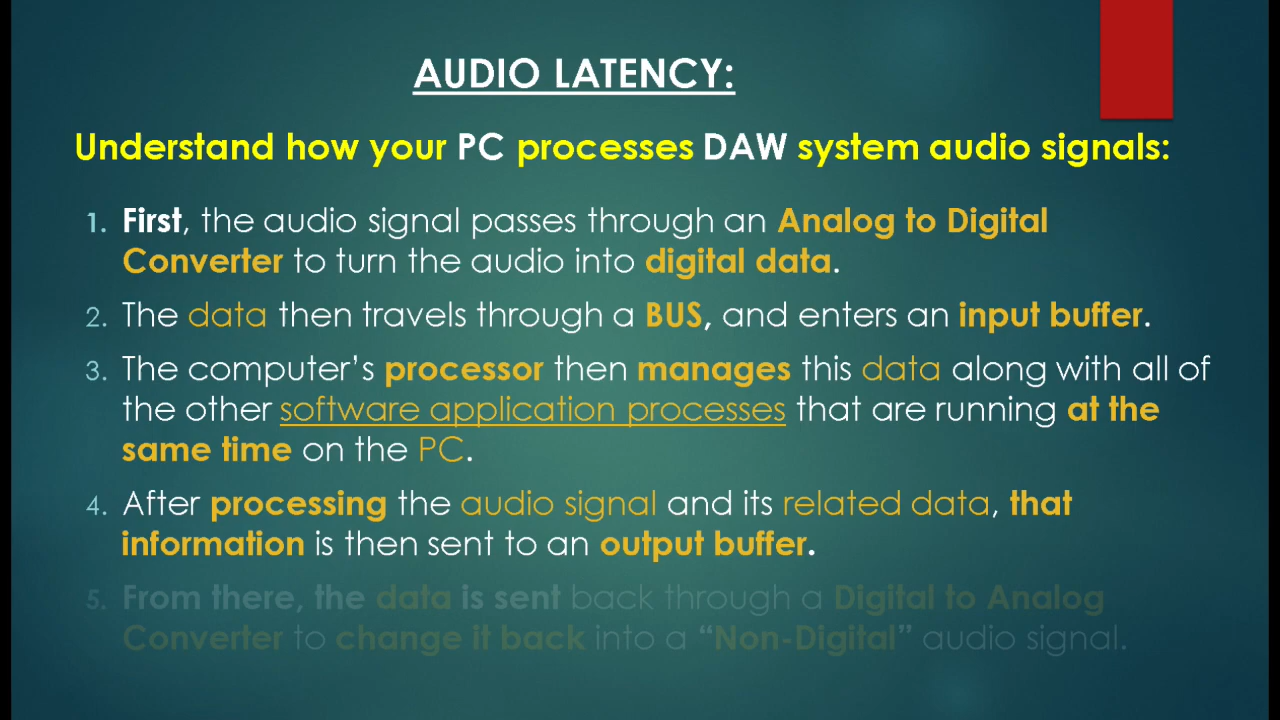 AUDIO LATENCY:
Understand how your PC processes DAW system audio signals:
1. First, the audio signal passes through an Analog to Digital
Converter to turn the audio into digital data.
2. The data then travels through a BUS, and enters an input buffer.
3. The computer’s processor then manages this data along with all of
the other software application processes that are running at the
same time on the PC.
4. After processing the audio signal and its related data, that
information is then sent to an output buffer.
5. From there, the data is sent back through a Digital to Analog
Converter to change it back into a “Non-Digital” audio signal.